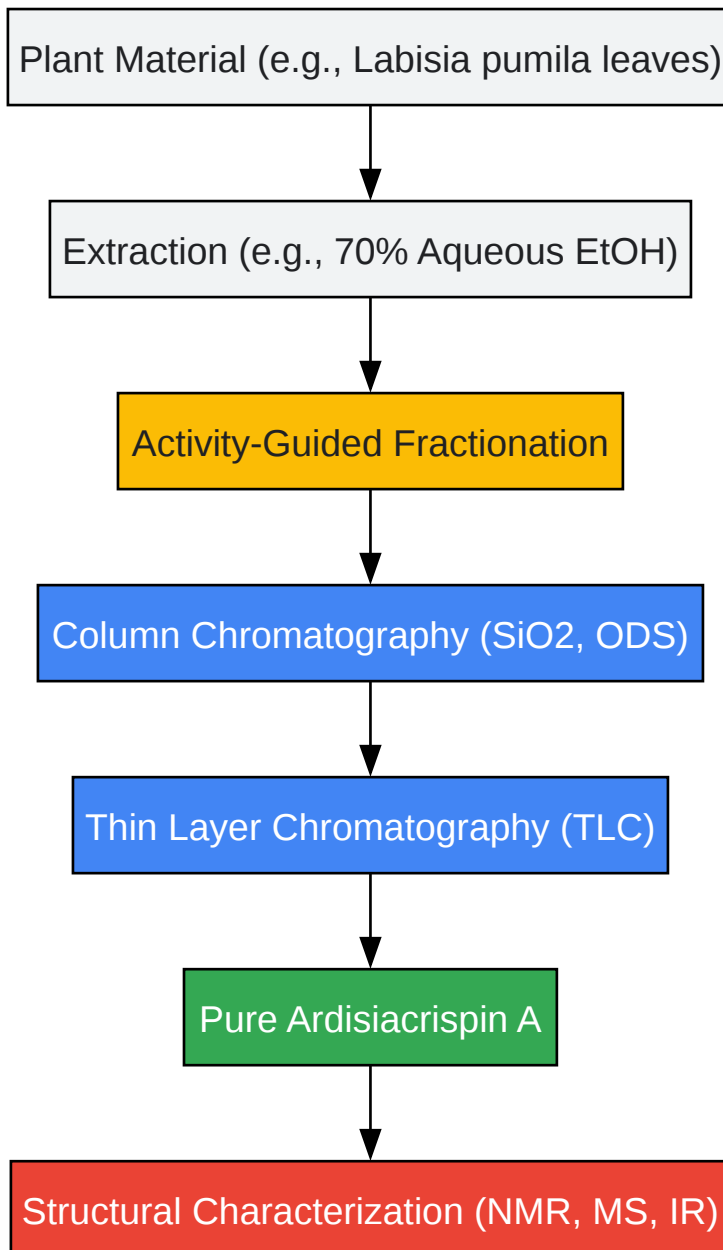 Plant Material (e.g., Labisia pumila leaves)
Extraction (e.g., 70% Aqueous EtOH)
Activity-Guided Fractionation
Column Chromatography (SiO2, ODS)
Thin Layer Chromatography (TLC)
Pure Ardisiacrispin A
Structural Characterization (NMR, MS, IR)